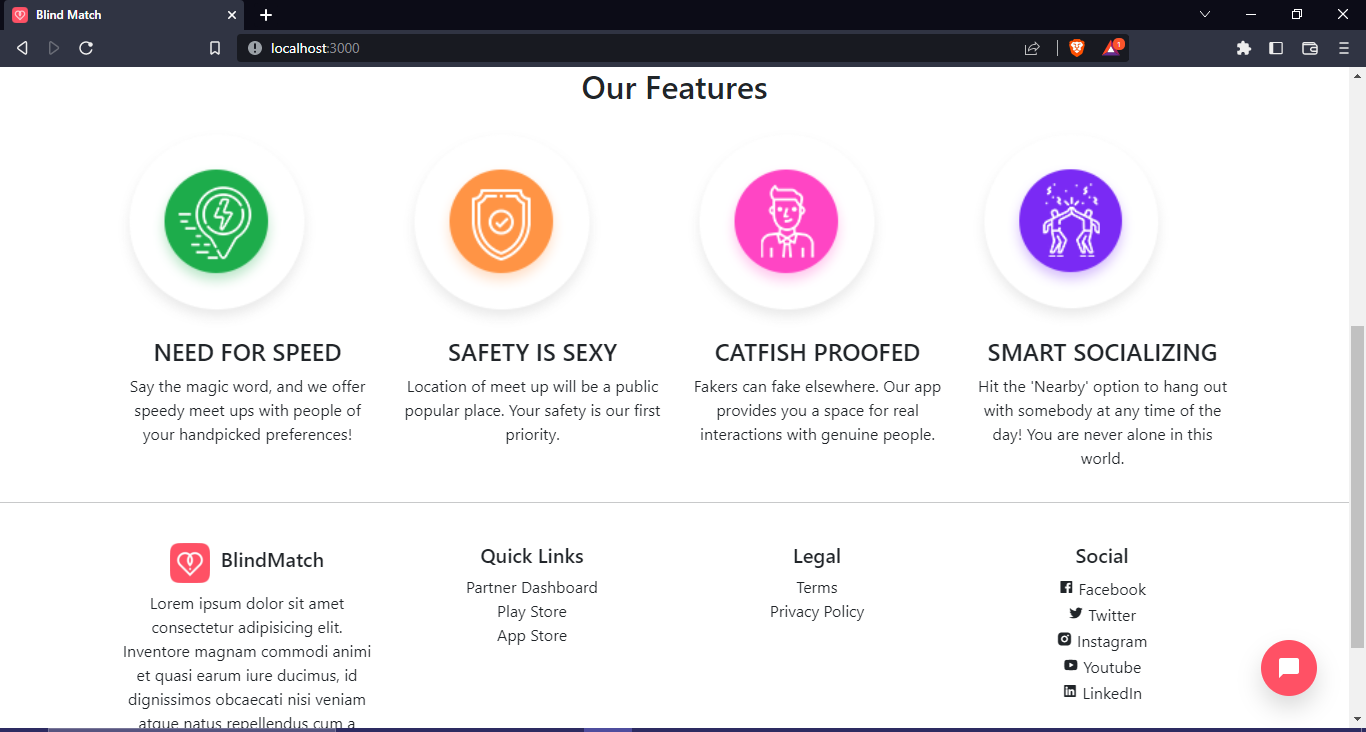 Blind Match
localhost:3000
1
Our Features
NEED FOR SPEED
Say the magic word, and we offer
speedy meet ups with people of
your handpicked preferences!
SAFETY IS SEXY
Location of meet up will be a public
popular place. Your safety is our first
priority.
CATFISH PROOFED
Fakers can fake elsewhere. Our app
provides you a space for real
interactions with genuine people.
SMART SOCIALIZING
Hit the 'Nearby' option to hang out
with somebody at any time of the
day! You are never alone in this
world.
BlindMatch
Lorem ipsum dolor sit amet
consectetur adipisicing elit.
Inventore magnam commodi animi
et quasi earum iure ducimus, id
dignissimos obcaecati nisi veniam
atque natus repellendus cum a
Quick Links
Partner Dashboard
Play Store
App Store
Legal
Terms
Privacy Policy
Social
Facebook
Twitter
Instagram
Youtube
LinkedIn